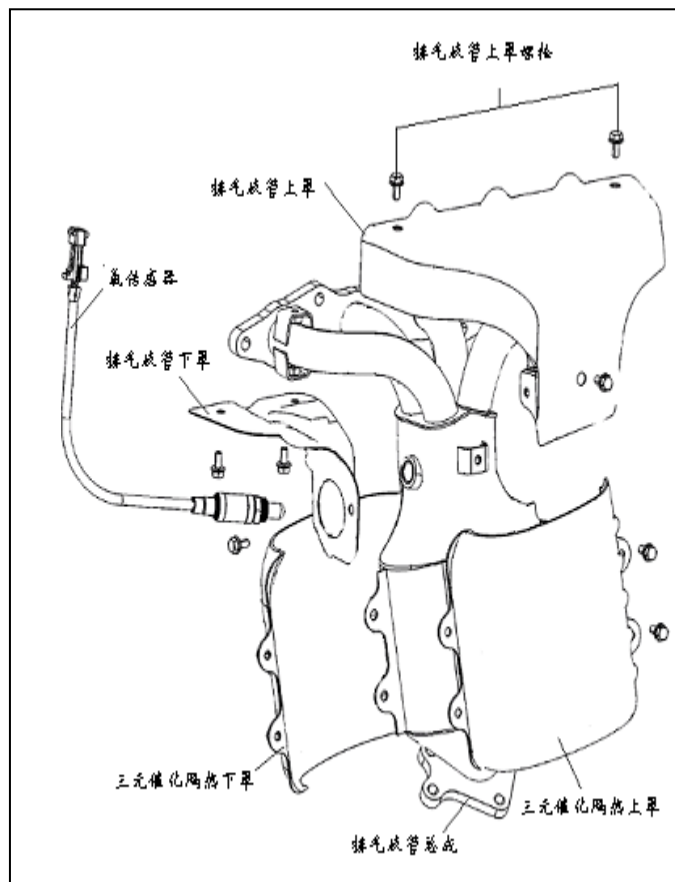 排气歧管上罩螺栓
排气歧管上罩
氧传感器
排气歧管下罩
三元催化隔热下罩
三元催化隔热上罩
排气歧管总成